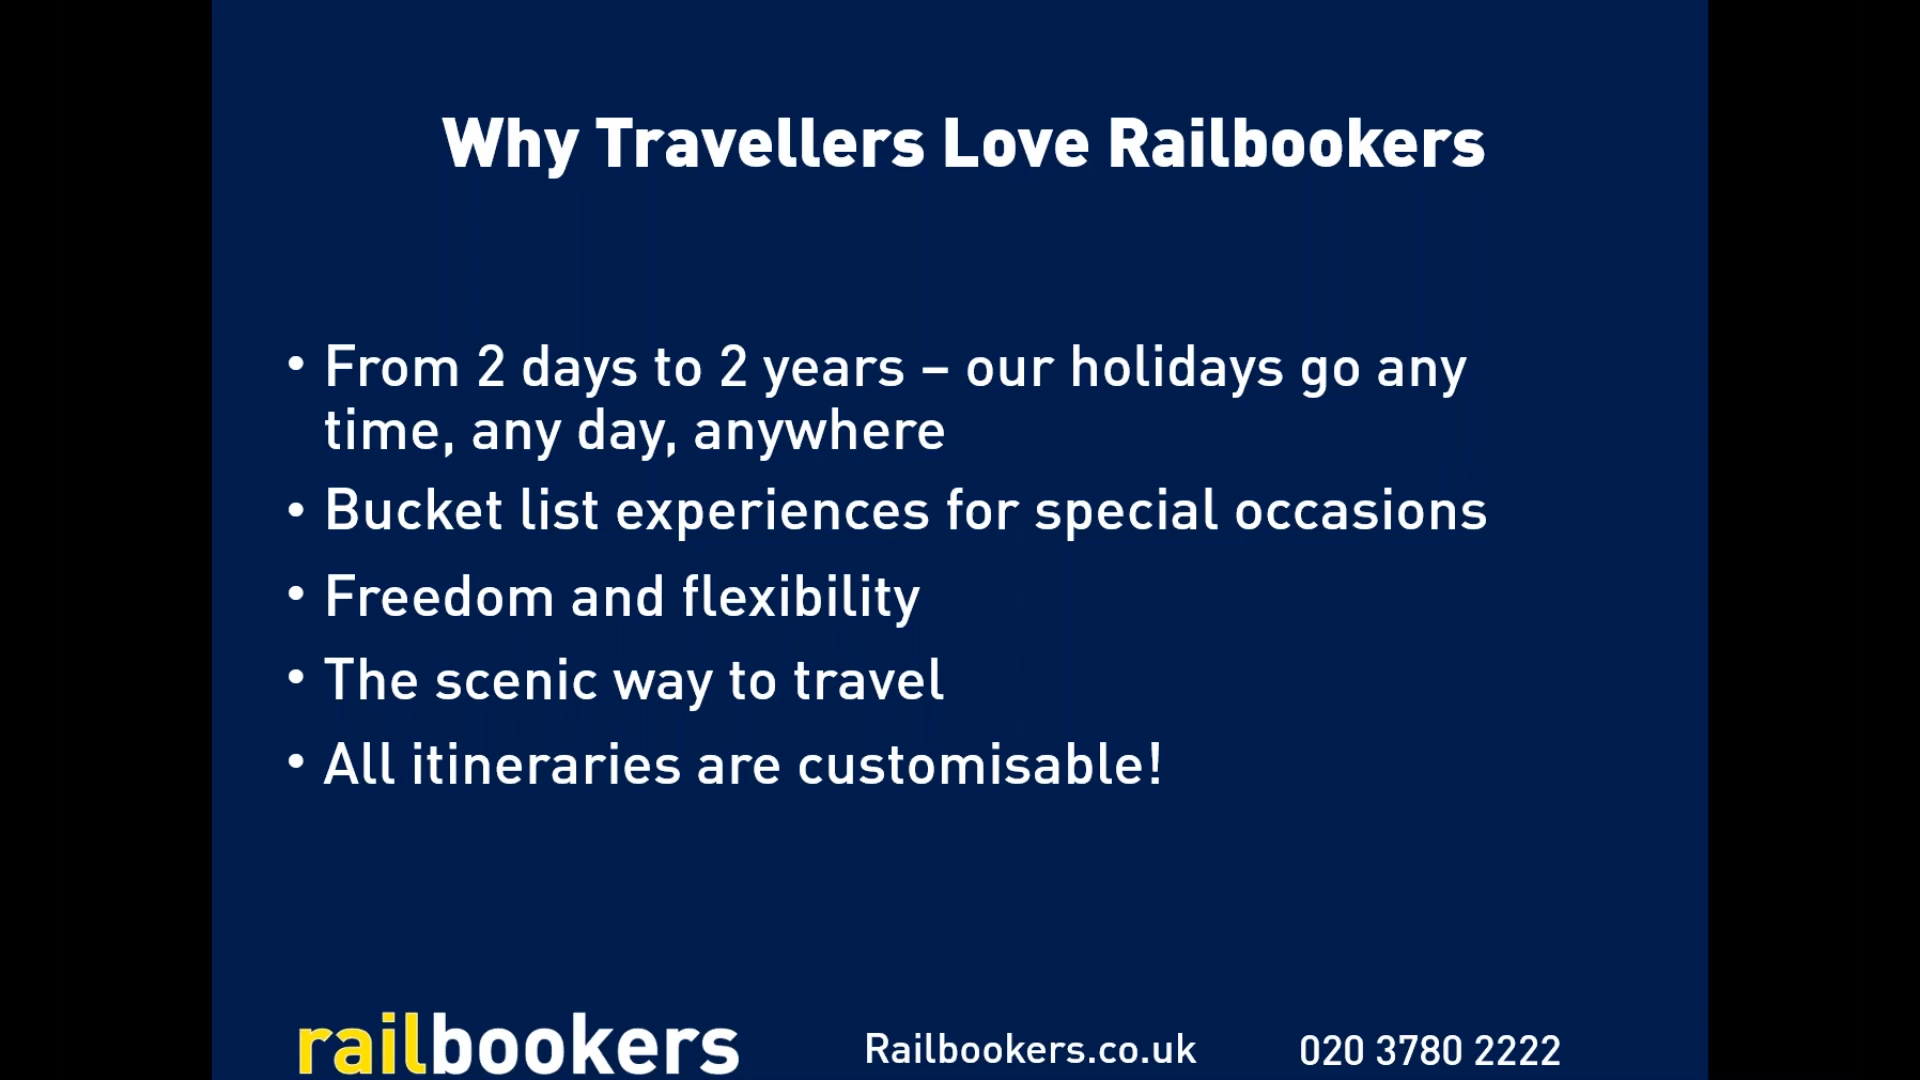 Why Travellers Love Railbookers
• From 2 days to 2 years – our holidays go any
time, any day, anywhere
• Bucket list experiences for special occasions
• Freedom and flexibility
• The scenic way to travel
• All itineraries are customisable!
railbookers Railbookers.co.uk 020 3780 2222